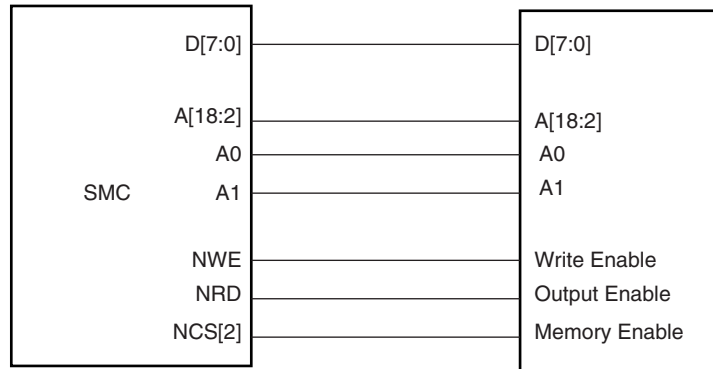 D[7:0] D[7:0]
A[18:2] A[18:2]
A0 A0
SMC A1 A1
NWE Write Enable
NRD Output Enable
NCS[2] Memory Enable